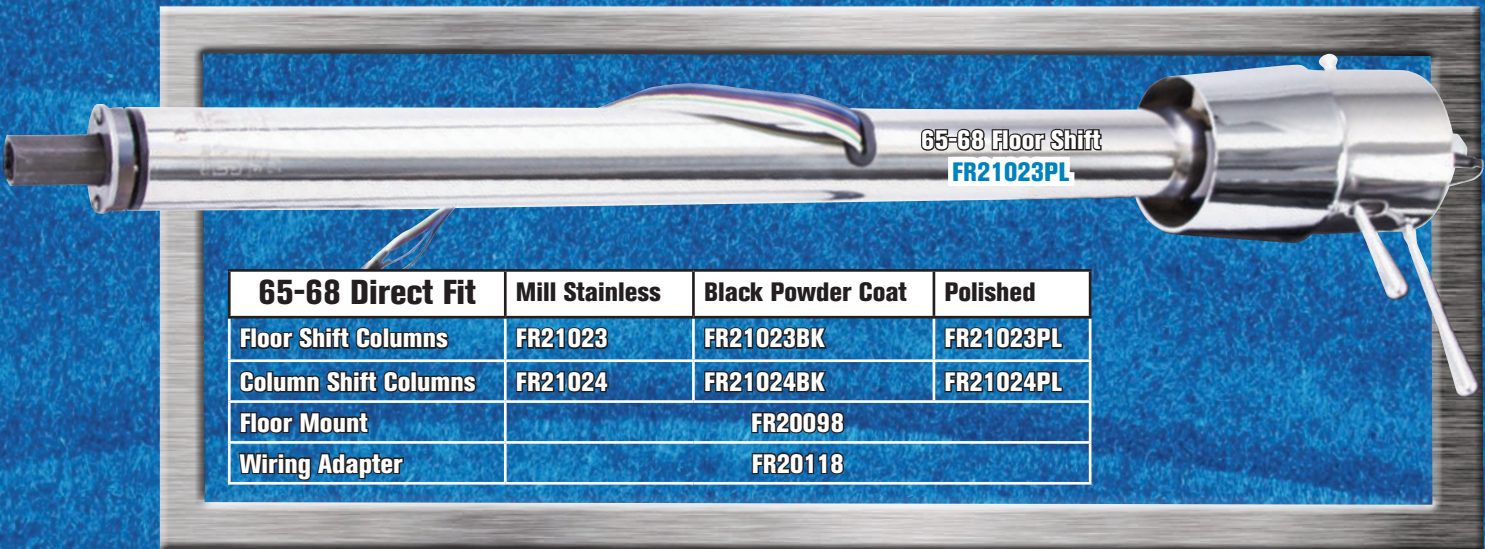 65-68 Floor Shift
FR21023PL
65-68 Direct Fit Mill Stainless Black Powder Coat Polished
Floor Shift Columns FR21023 FR21023BK FR21023PL
Column Shift Columns FR21024 FR21024BK FR21024PL
Floor Mount FR20098
Wiring Adapter FR20118